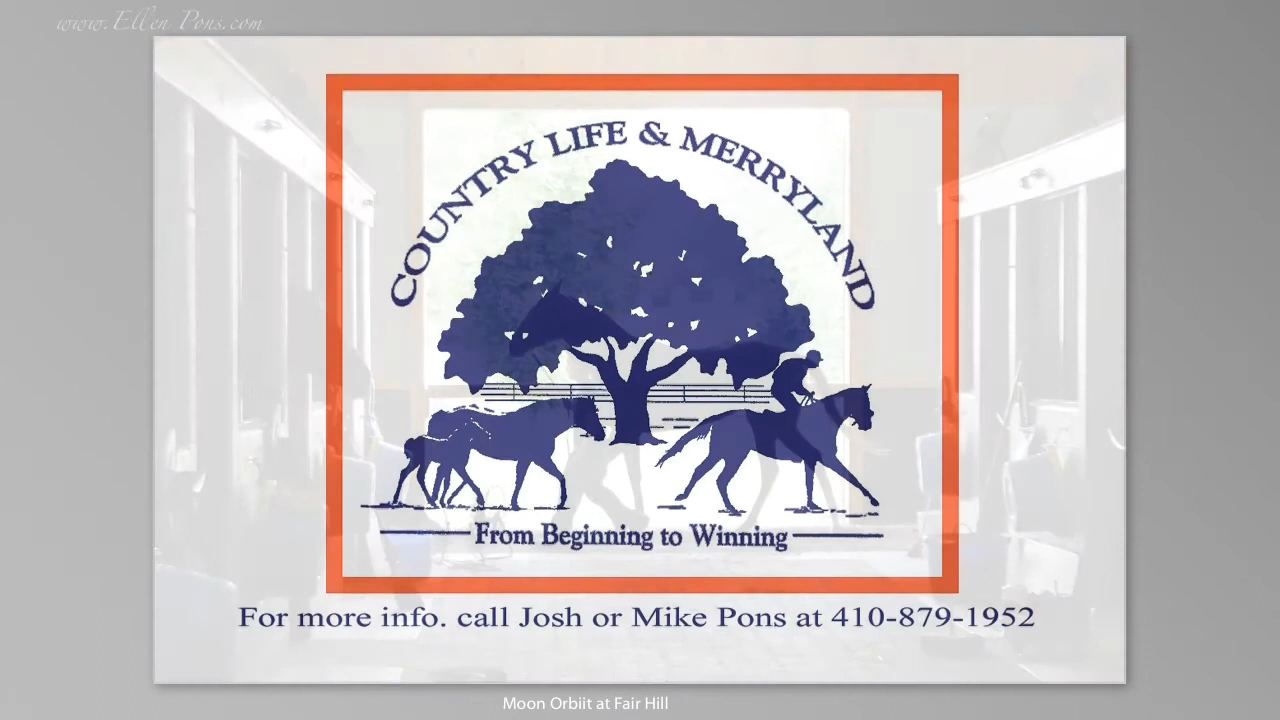 www.Ellen Pons.com
COUNTRY LIFE & MERRYLAND
From Beginning to Winning
For more info. call Josh or Mike Pons at 410-879-1952
Moon Orbiit at Fair Hill